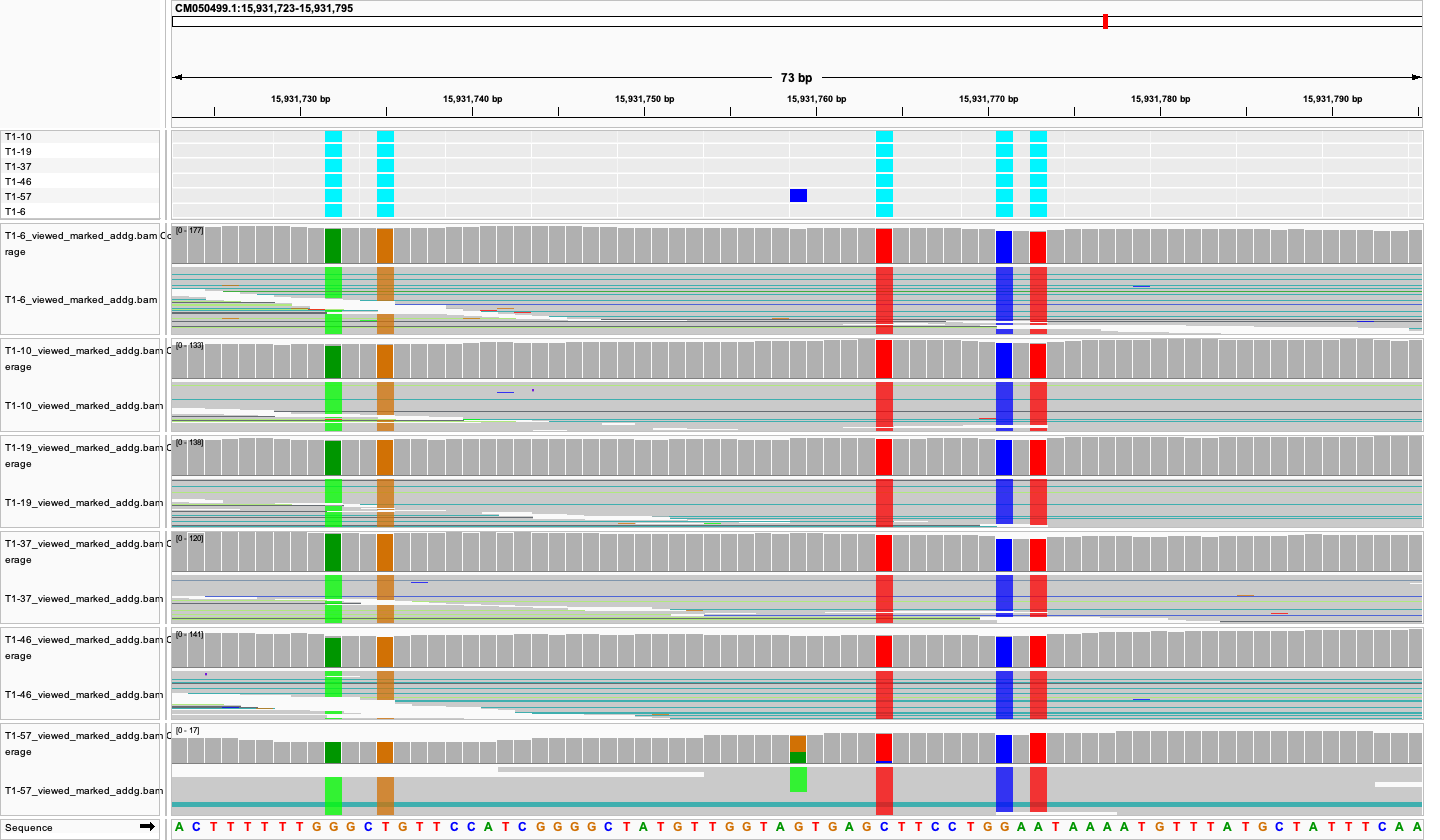 CM050499.1:15,931,723-15,931,795
73 bp
15,931,730 bp 15,931,740 bp 15,931,750 bp 15,931,760 bp 15,931,770 bp 15,931,780 bp 15,931,790 bp
T1-10
T1-19
T1-37
T1-46
T1-57
T1-6
T1-6_viewed_marked_addg.bam Co
rage
[0 - 177]
T1-6_viewed_marked_addg.bam
T1-10_viewed_marked_addg.bam C
erage
[0 - 133]
T1-10_viewed_marked_addg.bam
T1-19_viewed_marked_addg.bam C
erage
[0 - 138]
T1-19_viewed_marked_addg.bam
T1-37_viewed_marked_addg.bam C
erage
[0 - 120]
T1-37_viewed_marked_addg.bam
T1-46_viewed_marked_addg.bam C
erage
[0 - 141]
T1-46_viewed_marked_addg.bam
T1-57_viewed_marked_addg.bam C
erage
[0 - 17]
T1-57_viewed_marked_addg.bam
Sequence A C T T T T T T G G G C T G T T C C A T C G G G G C T A T G T T G G T A G T G A G C T T C C T G G A A T A A A A T G T T T A T G C T A T T T C A A